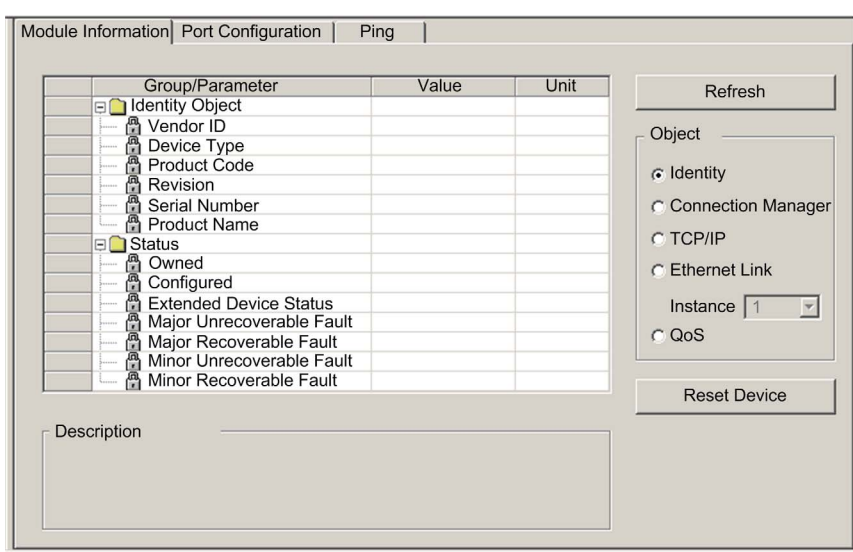 Module Information Port Configuration Ping
Group/Parameter Value Unit
Identity Object
Vendor ID
Device Type
Product Code
Revision
Serial Number
Product Name
Status
Owned
Configured
Extended Device Status
Major Unrecoverable Fault
Major Recoverable Fault
Minor Unrecoverable Fault
Minor Recoverable Fault
Description
Refresh
Object
Identity
Connection Manager
TCP/IP
Ethernet Link
Instance 1
QoS
Reset Device